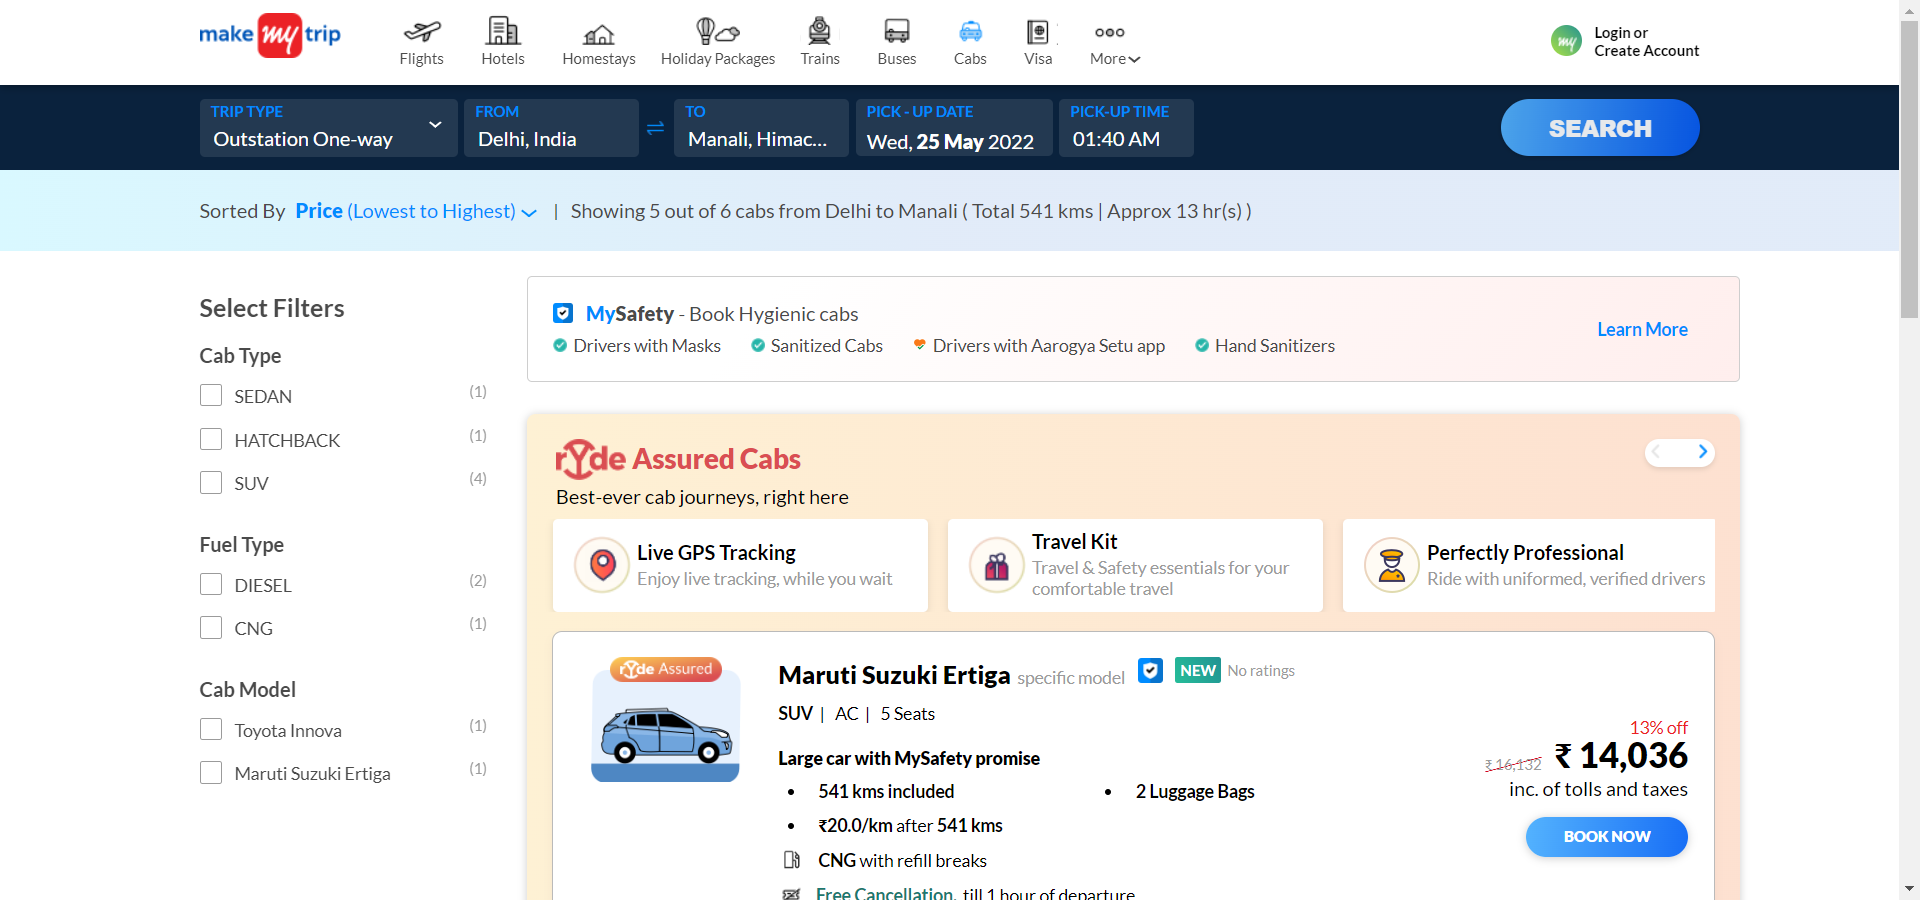 make my trip
Flights
Hotels
Homestays
Holiday Packages
Trains
Buses
Cabs
Visa
More
my
Login or
Create Account
TRIP TYPE
Outstation One-way
FROM
Delhi, India
TO
Manali, Himac...
PICK - UP DATE
Wed, 25 May 2022
PICK-UP TIME
01:40 AM
SEARCH
Sorted By Price (Lowest to Highest) | Showing 5 out of 6 cabs from Delhi to Manali ( Total 541 kms | Approx 13 hr(s) )
Select Filters
Cab Type
SEDAN (1)
HATCHBACK (1)
SUV (4)
Fuel Type
DIESEL (2)
CNG (1)
Cab Model
Toyota Innova (1)
Maruti Suzuki Ertiga (1)
MySafety - Book Hygienic cabs
Drivers with Masks
Sanitized Cabs
Drivers with Aarogya Setu app
Hand Sanitizers
Learn More
rYde Assured Cabs
Best-ever cab journeys, right here
Live GPS Tracking
Enjoy live tracking, while you wait
Travel Kit
Travel & Safety essentials for your
comfortable travel
Perfectly Professional
Ride with uniformed, verified drivers
rYde Assured
Maruti Suzuki Ertiga specific model NEW No ratings
SUV | AC | 5 Seats
Large car with MySafety promise
• 541 kms included
• 2 Luggage Bags
• ₹20.0/km after 541 kms
CNG with refill breaks
Free Cancellation, till 1 hour of departure
13% off
₹ 16,132 ₹ 14,036
inc. of tolls and taxes
BOOK NOW